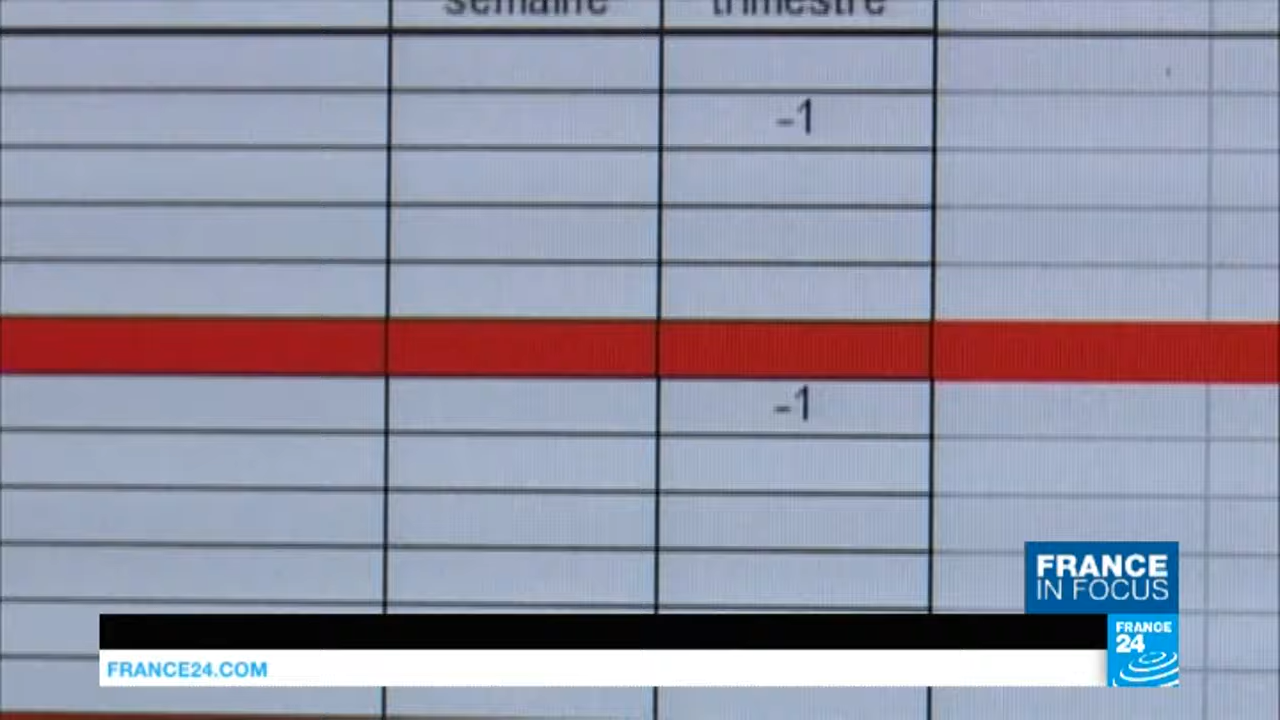 semaine trimestre
-1
-1
FRANCE
IN FOCUS
FRANCE
24
FRANCE24.COM